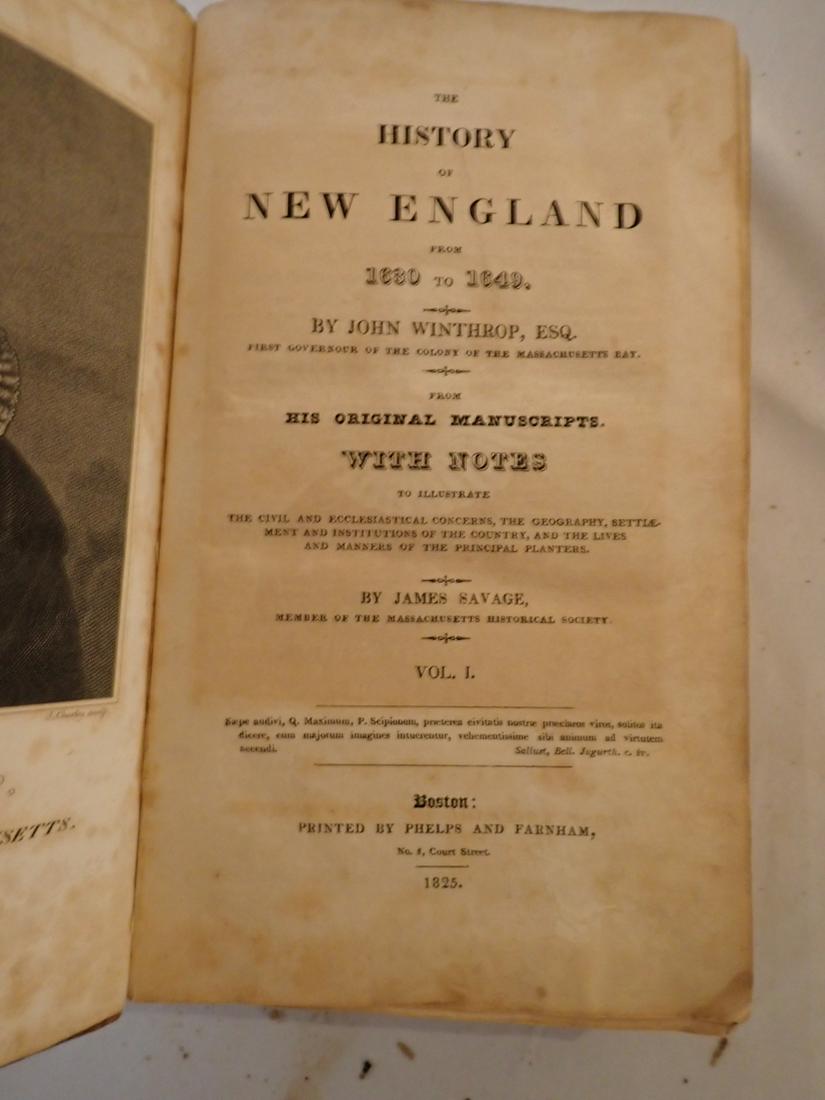 THE
HISTORY
OF
NEW ENGLAND
FROM
1630 TO 1649.
BY JOHN WINTHROP, ESQ.
FIRST GOVERNOUR OF THE COLONY OF THE MASSACHUSETTS BAY.
FROM
HIS ORIGINAL MANUSCRIPTS.
WITH NOTES
TO ILLUSTRATE
THE CIVIL AND ECCLESIASTICAL CONCERNS, THE GEOGRAPHY, SETTLE-
MENT AND INSTITUTIONS OF THE COUNTRY, AND THE LIVES
AND MANNERS OF THE PRINCIPAL PLANTERS.
BY JAMES SAVAGE,
MEMBER OF THE MASSACHUSETTS HISTORICAL SOCIETY.
VOL. I.
Sæpe audivi, Q. Maximum, P. Scipionem, præterea civitatis nostræ præclaros viros, solitos ita
dicere, cum majorum imagines intuerentur, vehementissime sibi animum ad virtutem
accendi. Sallust, Bell. Jugurth. c. iv.
Boston:
PRINTED BY PHELPS AND FARNHAM,
No. 5, Court Street.
1825.
SETTS.